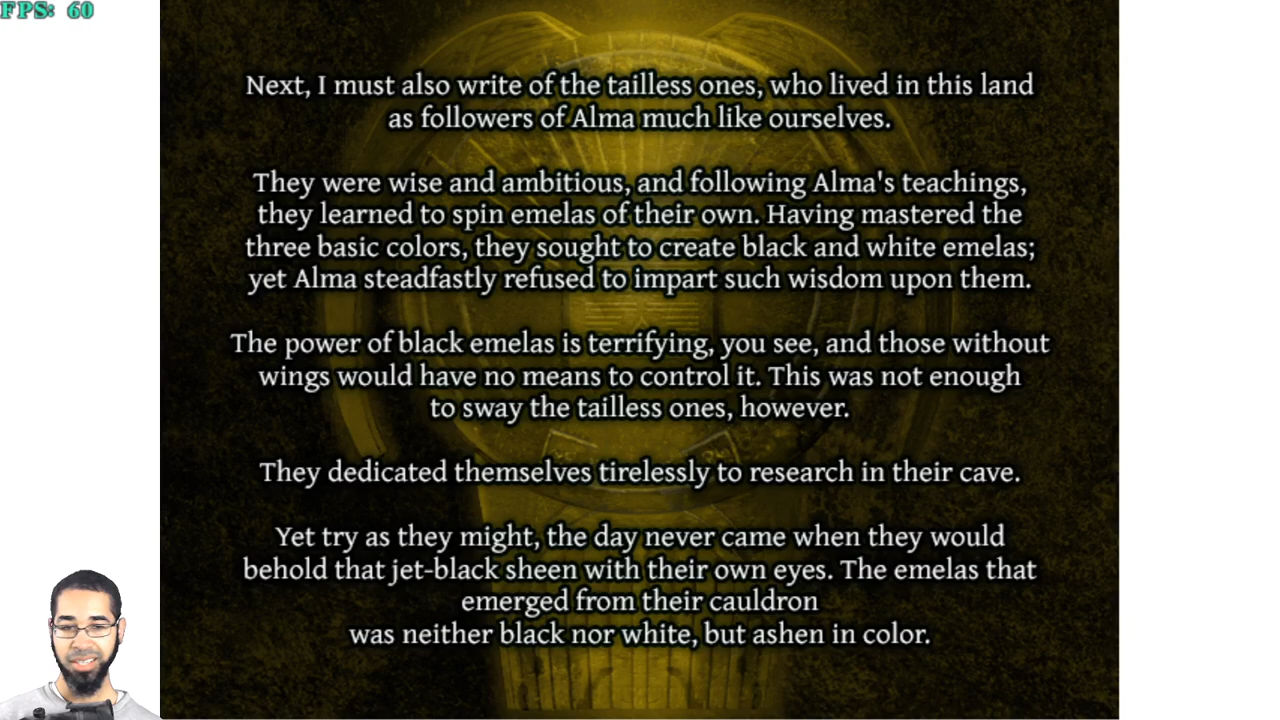 FPS: 60
Next, I must also write of the tailless ones, who lived in this land
as followers of Alma much like ourselves.
They were wise and ambitious, and following Alma's teachings,
they learned to spin emelas of their own. Having mastered the
three basic colors, they sought to create black and white emelas;
yet Alma steadfastly refused to impart such wisdom upon them.
The power of black emelas is terrifying, you see, and those without
wings would have no means to control it. This was not enough
to sway the tailless ones, however.
They dedicated themselves tirelessly to research in their cave.
Yet try as they might, the day never came when they would
behold that jet-black sheen with their own eyes. The emelas that
emerged from their cauldron
was neither black nor white, but ashen in color.